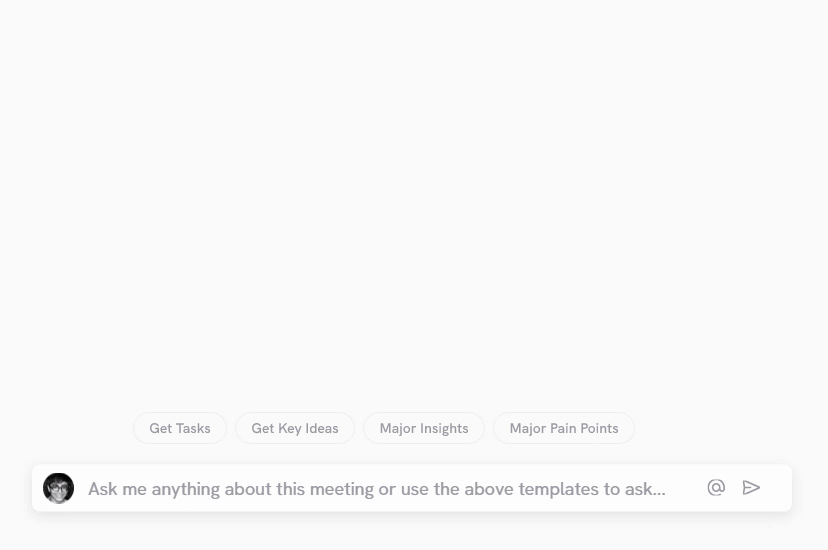 Get Tasks Get Key Ideas Major Insights Major Pain Points
Ask me anything about this meeting or use the above templates to ask...